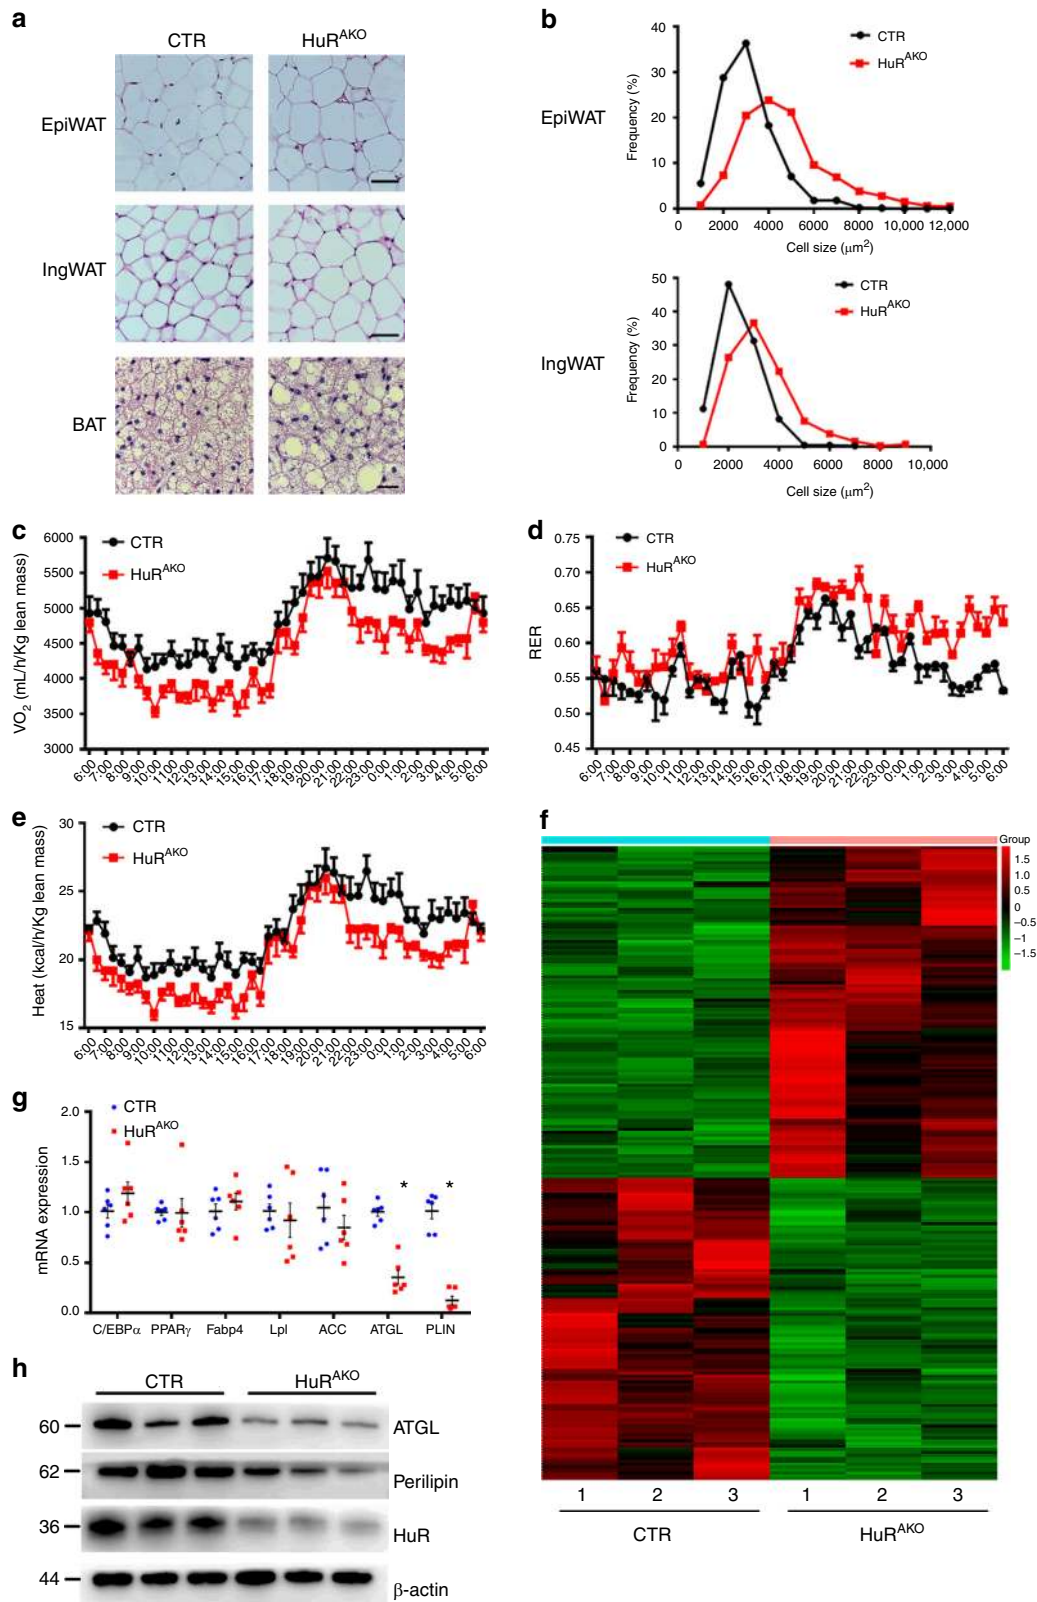 a
CTR HuR^AKO
EpiWAT
IngWAT
BAT
b
CTR
HuR^AKO
EpiWAT
Frequency (%)
40
30
20
10
0
0 2000 4000 6000 8000 10,000 12,000
Cell size (μm²)
CTR
HuR^AKO
IngWAT
Frequency (%)
50
40
30
20
10
0
0 2000 4000 6000 8000 10,000
Cell size (μm²)
c
CTR
HuR^AKO
VO₂ (mL/h/Kg lean mass)
6000
5500
5000
4500
4000
3500
3000
6:00 7:00 8:00 9:00 10:00 11:00 12:00 13:00 14:00 15:00 16:00 17:00 18:00 19:00 20:00 21:00 22:00 23:00 0:00 1:00 2:00 3:00 4:00 5:00 6:00
d
CTR
HuR^AKO
RER
0.75
0.70
0.65
0.60
0.55
0.50
0.45
6:00 7:00 8:00 9:00 10:00 11:00 12:00 13:00 14:00 15:00 16:00 17:00 18:00 19:00 20:00 21:00 22:00 23:00 0:00 1:00 2:00 3:00 4:00 5:00 6:00
e
CTR
HuR^AKO
Heat (kcal/h/Kg lean mass)
30
25
20
15
6:00 7:00 8:00 9:00 10:00 11:00 12:00 13:00 14:00 15:00 16:00 17:00 18:00 19:00 20:00 21:00 22:00 23:00 0:00 1:00 2:00 3:00 4:00 5:00 6:00
f
Group
1.5
1.0
0.5
0
−0.5
−1
−1.5
1 2 3 1 2 3
CTR HuR^AKO
g
CTR
HuR^AKO
mRNA expression
2.0
1.5
1.0
0.5
0.0
* *
C/EBPα PPARγ Fabp4 Lpl ACC ATGL PLIN
h
CTR HuR^AKO
60 ATGL
62 Perilipin
36 HuR
44 β-actin